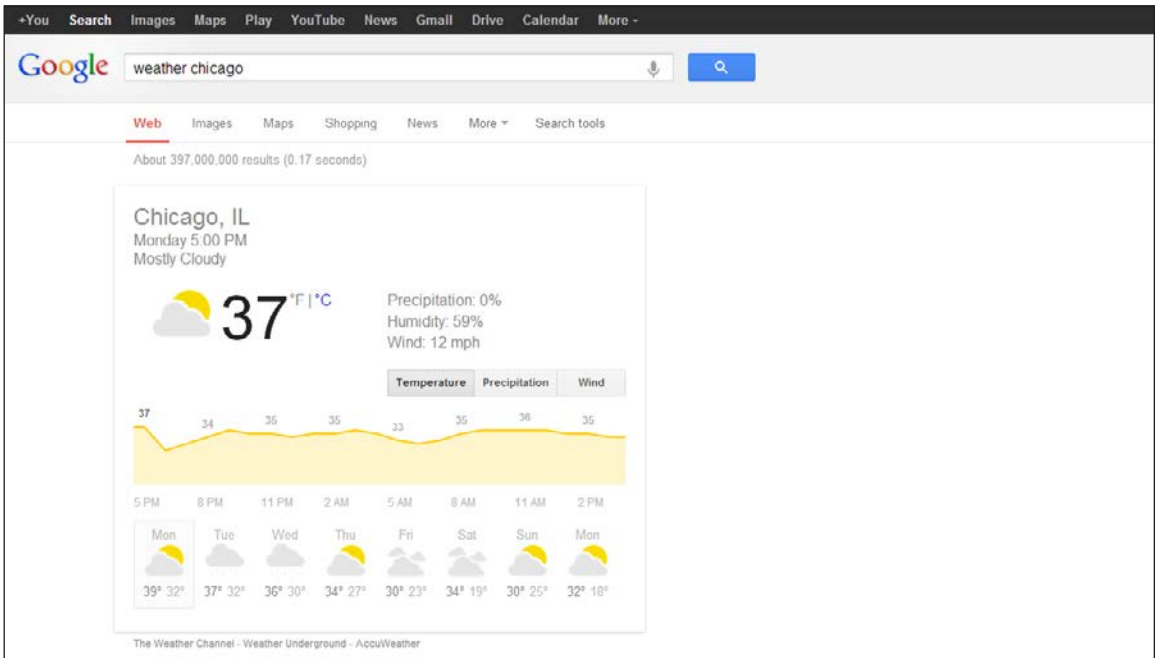 +You Search Images Maps Play YouTube News Gmail Drive Calendar More
Google weather chicago
Web Images Maps Shopping News More Search tools
About 397,000,000 results (0.17 seconds)
Chicago, IL
Monday 5:00 PM
Mostly Cloudy
37 °F | °C
Precipitation: 0%
Humidity: 59%
Wind: 12 mph
Temperature Precipitation Wind
37 34 35 35 33 35 36 35
5 PM 8 PM 11 PM 2 AM 5 AM 8 AM 11 AM 2 PM
Mon Tue Wed Thu Fri Sat Sun Mon
39° 32° 37° 32° 36° 30° 34° 27° 30° 23° 34° 19° 30° 25° 32° 18°
The Weather Channel - Weather Underground - AccuWeather